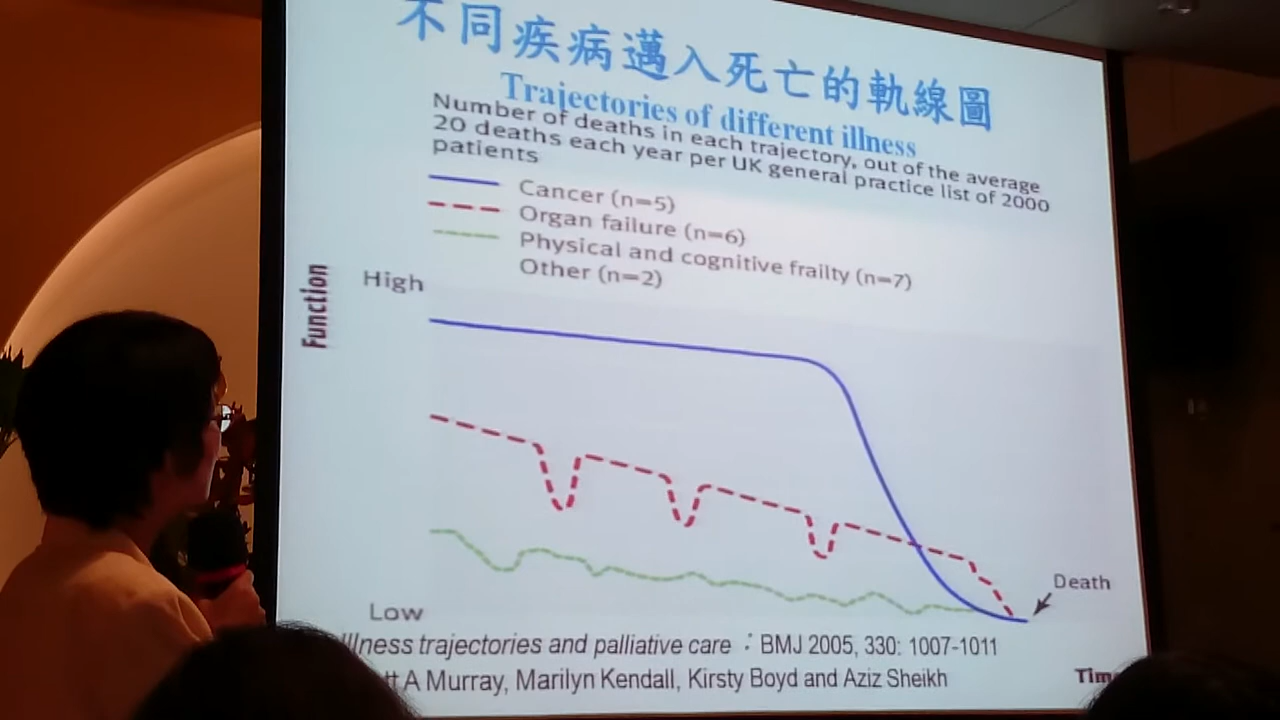 不同疾病邁入死亡的軌線圖
Trajectories of different illness
Number of deaths in each trajectory, out of the average
20 deaths each year per UK general practice list of 2000
patients
Cancer (n=5)
Organ failure (n=6)
Physical and cognitive frailty (n=7)
Other (n=2)
High
Function
Death
Low
Illness trajectories and palliative care：BMJ 2005, 330: 1007-1011
A Murray, Marilyn Kendall, Kirsty Boyd and Aziz Sheikh